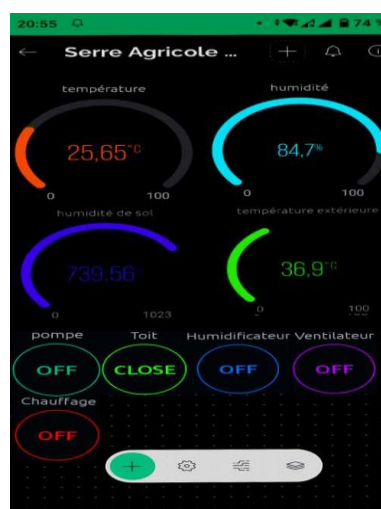 20:55 74 %
Serre Agricole ...
température humidité
25,65°C 84,7%
0 100 0 100
humidité de sol température extérieure
739.56 36,9°C
0 1023 0 100
pompe Toit Humidificateur Ventilateur
OFF CLOSE OFF OFF
Chauffage
OFF